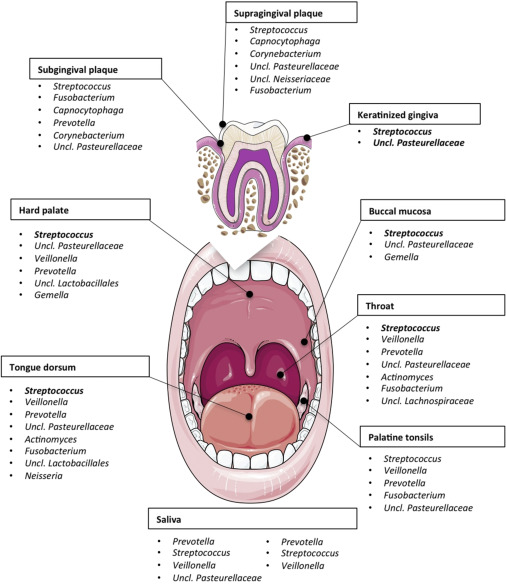 Supragingival plaque
• Streptococcus
• Capnocytophaga
• Corynebacterium
• Uncl. Pasteurellaceae
• Uncl. Neisseriaceae
• Fusobacterium
Subgingival plaque
• Streptococcus
• Fusobacterium
• Capnocytophaga
• Prevotella
• Corynebacterium
• Uncl. Pasteurellaceae
Keratinized gingiva
• Streptococcus
• Uncl. Pasteurellaceae
Hard palate
• Streptococcus
• Uncl. Pasteurellaceae
• Veillonella
• Prevotella
• Uncl. Lactobacillales
• Gemella
Buccal mucosa
• Streptococcus
• Uncl. Pasteurellaceae
• Gemella
Throat
• Streptococcus
• Veillonella
• Prevotella
• Uncl. Pasteurellaceae
• Actinomyces
• Fusobacterium
• Uncl. Lachnospiraceae
Tongue dorsum
• Streptococcus
• Veillonella
• Prevotella
• Uncl. Pasteurellaceae
• Actinomyces
• Fusobacterium
• Uncl. Lactobacillales
• Neisseria
Palatine tonsils
• Streptococcus
• Veillonella
• Prevotella
• Fusobacterium
• Uncl. Pasteurellaceae
Saliva
• Prevotella
• Streptococcus
• Veillonella
• Uncl. Pasteurellaceae
• Prevotella
• Streptococcus
• Veillonella